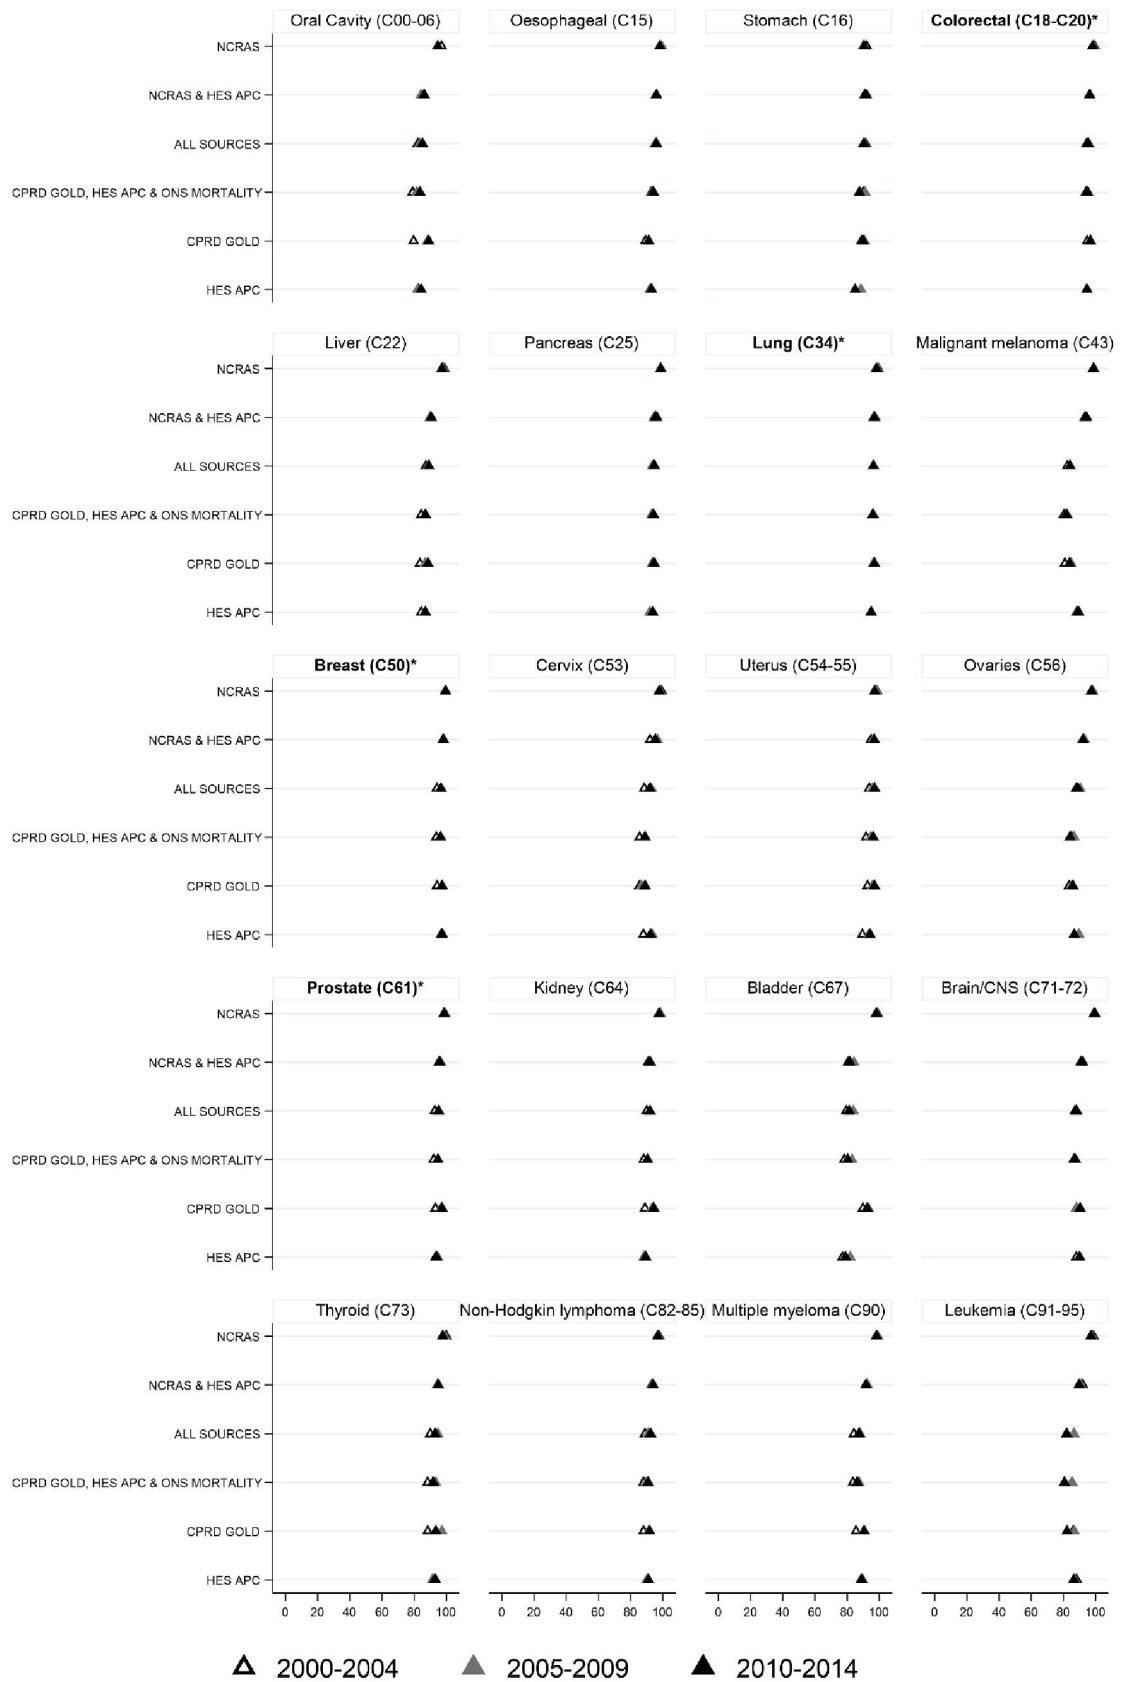 Oral Cavity (C00-06) Oesophageal (C15) Stomach (C16) Colorectal (C18-C20)*
NCRAS
NCRAS & HES APC
ALL SOURCES
CPRD GOLD, HES APC & ONS MORTALITY
CPRD GOLD
HES APC
Liver (C22) Pancreas (C25) Lung (C34)* Malignant melanoma (C43)
NCRAS
NCRAS & HES APC
ALL SOURCES
CPRD GOLD, HES APC & ONS MORTALITY
CPRD GOLD
HES APC
Breast (C50)* Cervix (C53) Uterus (C54-55) Ovaries (C56)
NCRAS
NCRAS & HES APC
ALL SOURCES
CPRD GOLD, HES APC & ONS MORTALITY
CPRD GOLD
HES APC
Prostate (C61)* Kidney (C64) Bladder (C67) Brain/CNS (C71-72)
NCRAS
NCRAS & HES APC
ALL SOURCES
CPRD GOLD, HES APC & ONS MORTALITY
CPRD GOLD
HES APC
Thyroid (C73) Non-Hodgkin lymphoma (C82-85) Multiple myeloma (C90) Leukemia (C91-95)
NCRAS
NCRAS & HES APC
ALL SOURCES
CPRD GOLD, HES APC & ONS MORTALITY
CPRD GOLD
HES APC
0 20 40 60 80 100 0 20 40 60 80 100 0 20 40 60 80 100 0 20 40 60 80 100
2000-2004 2005-2009 2010-2014